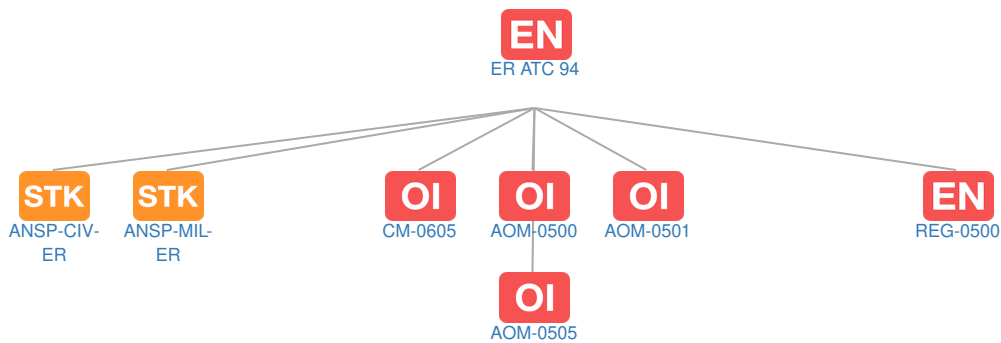 EN
ER ATC 94
STK
ANSP-CIV-
ER
STK
ANSP-MIL-
ER
OI
CM-0605
OI
AOM-0500
OI
AOM-0501
EN
REG-0500
OI
AOM-0505